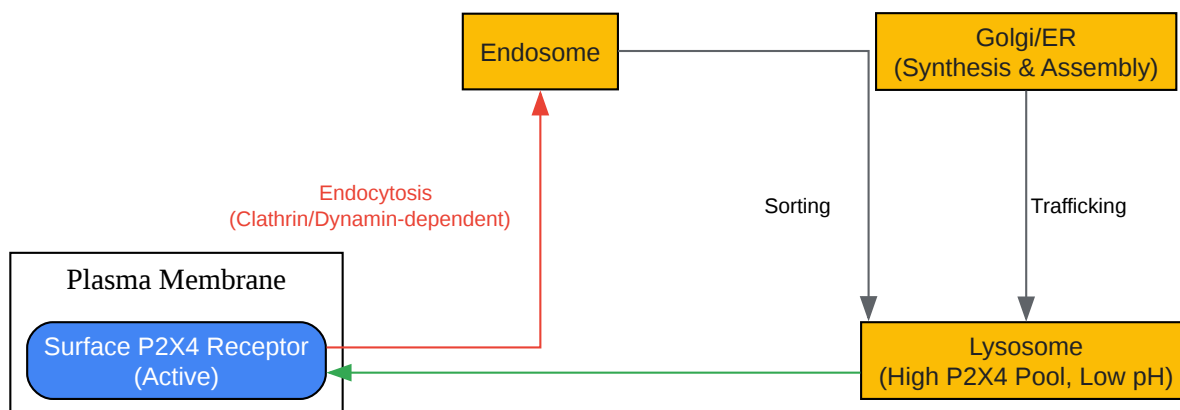 Endosome
Golgi/ER
(Synthesis & Assembly)
Endocytosis
(Clathrin/Dynamin-dependent)
Sorting
Trafficking
Plasma Membrane
Surface P2X4 Receptor
(Active)
Lysosome
(High P2X4 Pool, Low pH)